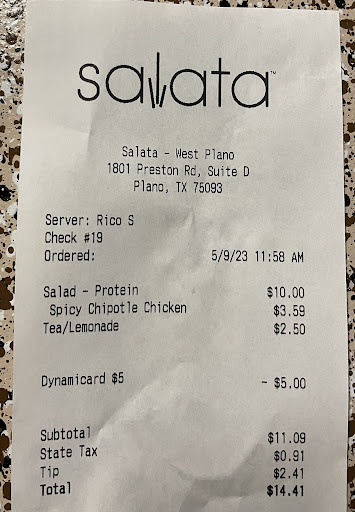 salata™
Salata - West Plano
1801 Preston Rd, Suite D
Plano, TX 75093
Server: Rico S
Check #19
Ordered: 5/9/23 11:58 AM
Salad - Protein $10.00
Spicy Chipotle Chicken $3.59
Tea/Lemonade $2.50
Dynamicard $5 - $5.00
Subtotal $11.09
State Tax $0.91
Tip $2.41
Total $14.41